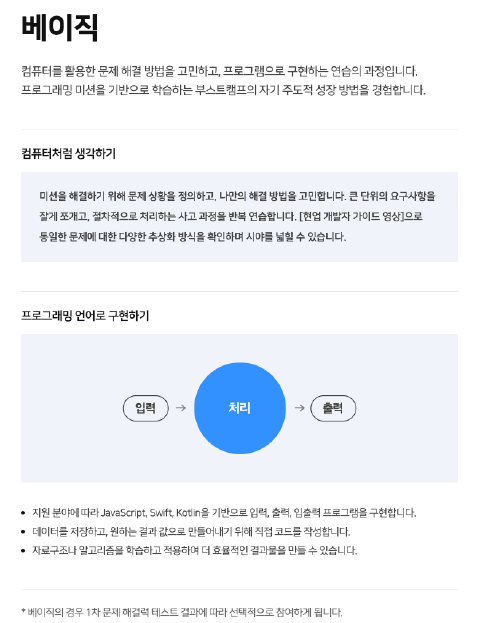 베이직
컴퓨터를 활용한 문제 해결 방법을 고민하고, 프로그램으로 구현하는 연습의 과정입니다.
프로그래밍 미션을 기반으로 학습하는 부스트캠프의 자기 주도적 성장 방법을 경험합니다.
컴퓨터처럼 생각하기
미션을 해결하기 위해 문제 상황을 정의하고, 나만의 해결 방법을 고민합니다. 큰 단위의 요구사항을
잘게 쪼개고, 절차적으로 처리하는 사고 과정을 반복 연습합니다. [현업 개발자 가이드 영상]으로
동일한 문제에 대한 다양한 추상화 방식을 확인하며 시야를 넓힐 수 있습니다.
프로그래밍 언어로 구현하기
입력 → 처리 → 출력
• 지원 분야에 따라 JavaScript, Swift, Kotlin을 기반으로 입력, 출력, 입출력 프로그램을 구현합니다.
• 데이터를 저장하고, 원하는 결과 값으로 만들어내기 위해 직접 코드를 작성합니다.
• 자료구조나 알고리즘을 학습하고 적용하여 더 효율적인 결과물을 만들 수 있습니다.
* 베이직의 경우 1차 문제 해결력 테스트 결과에 따라 선택적으로 참여하게 됩니다.